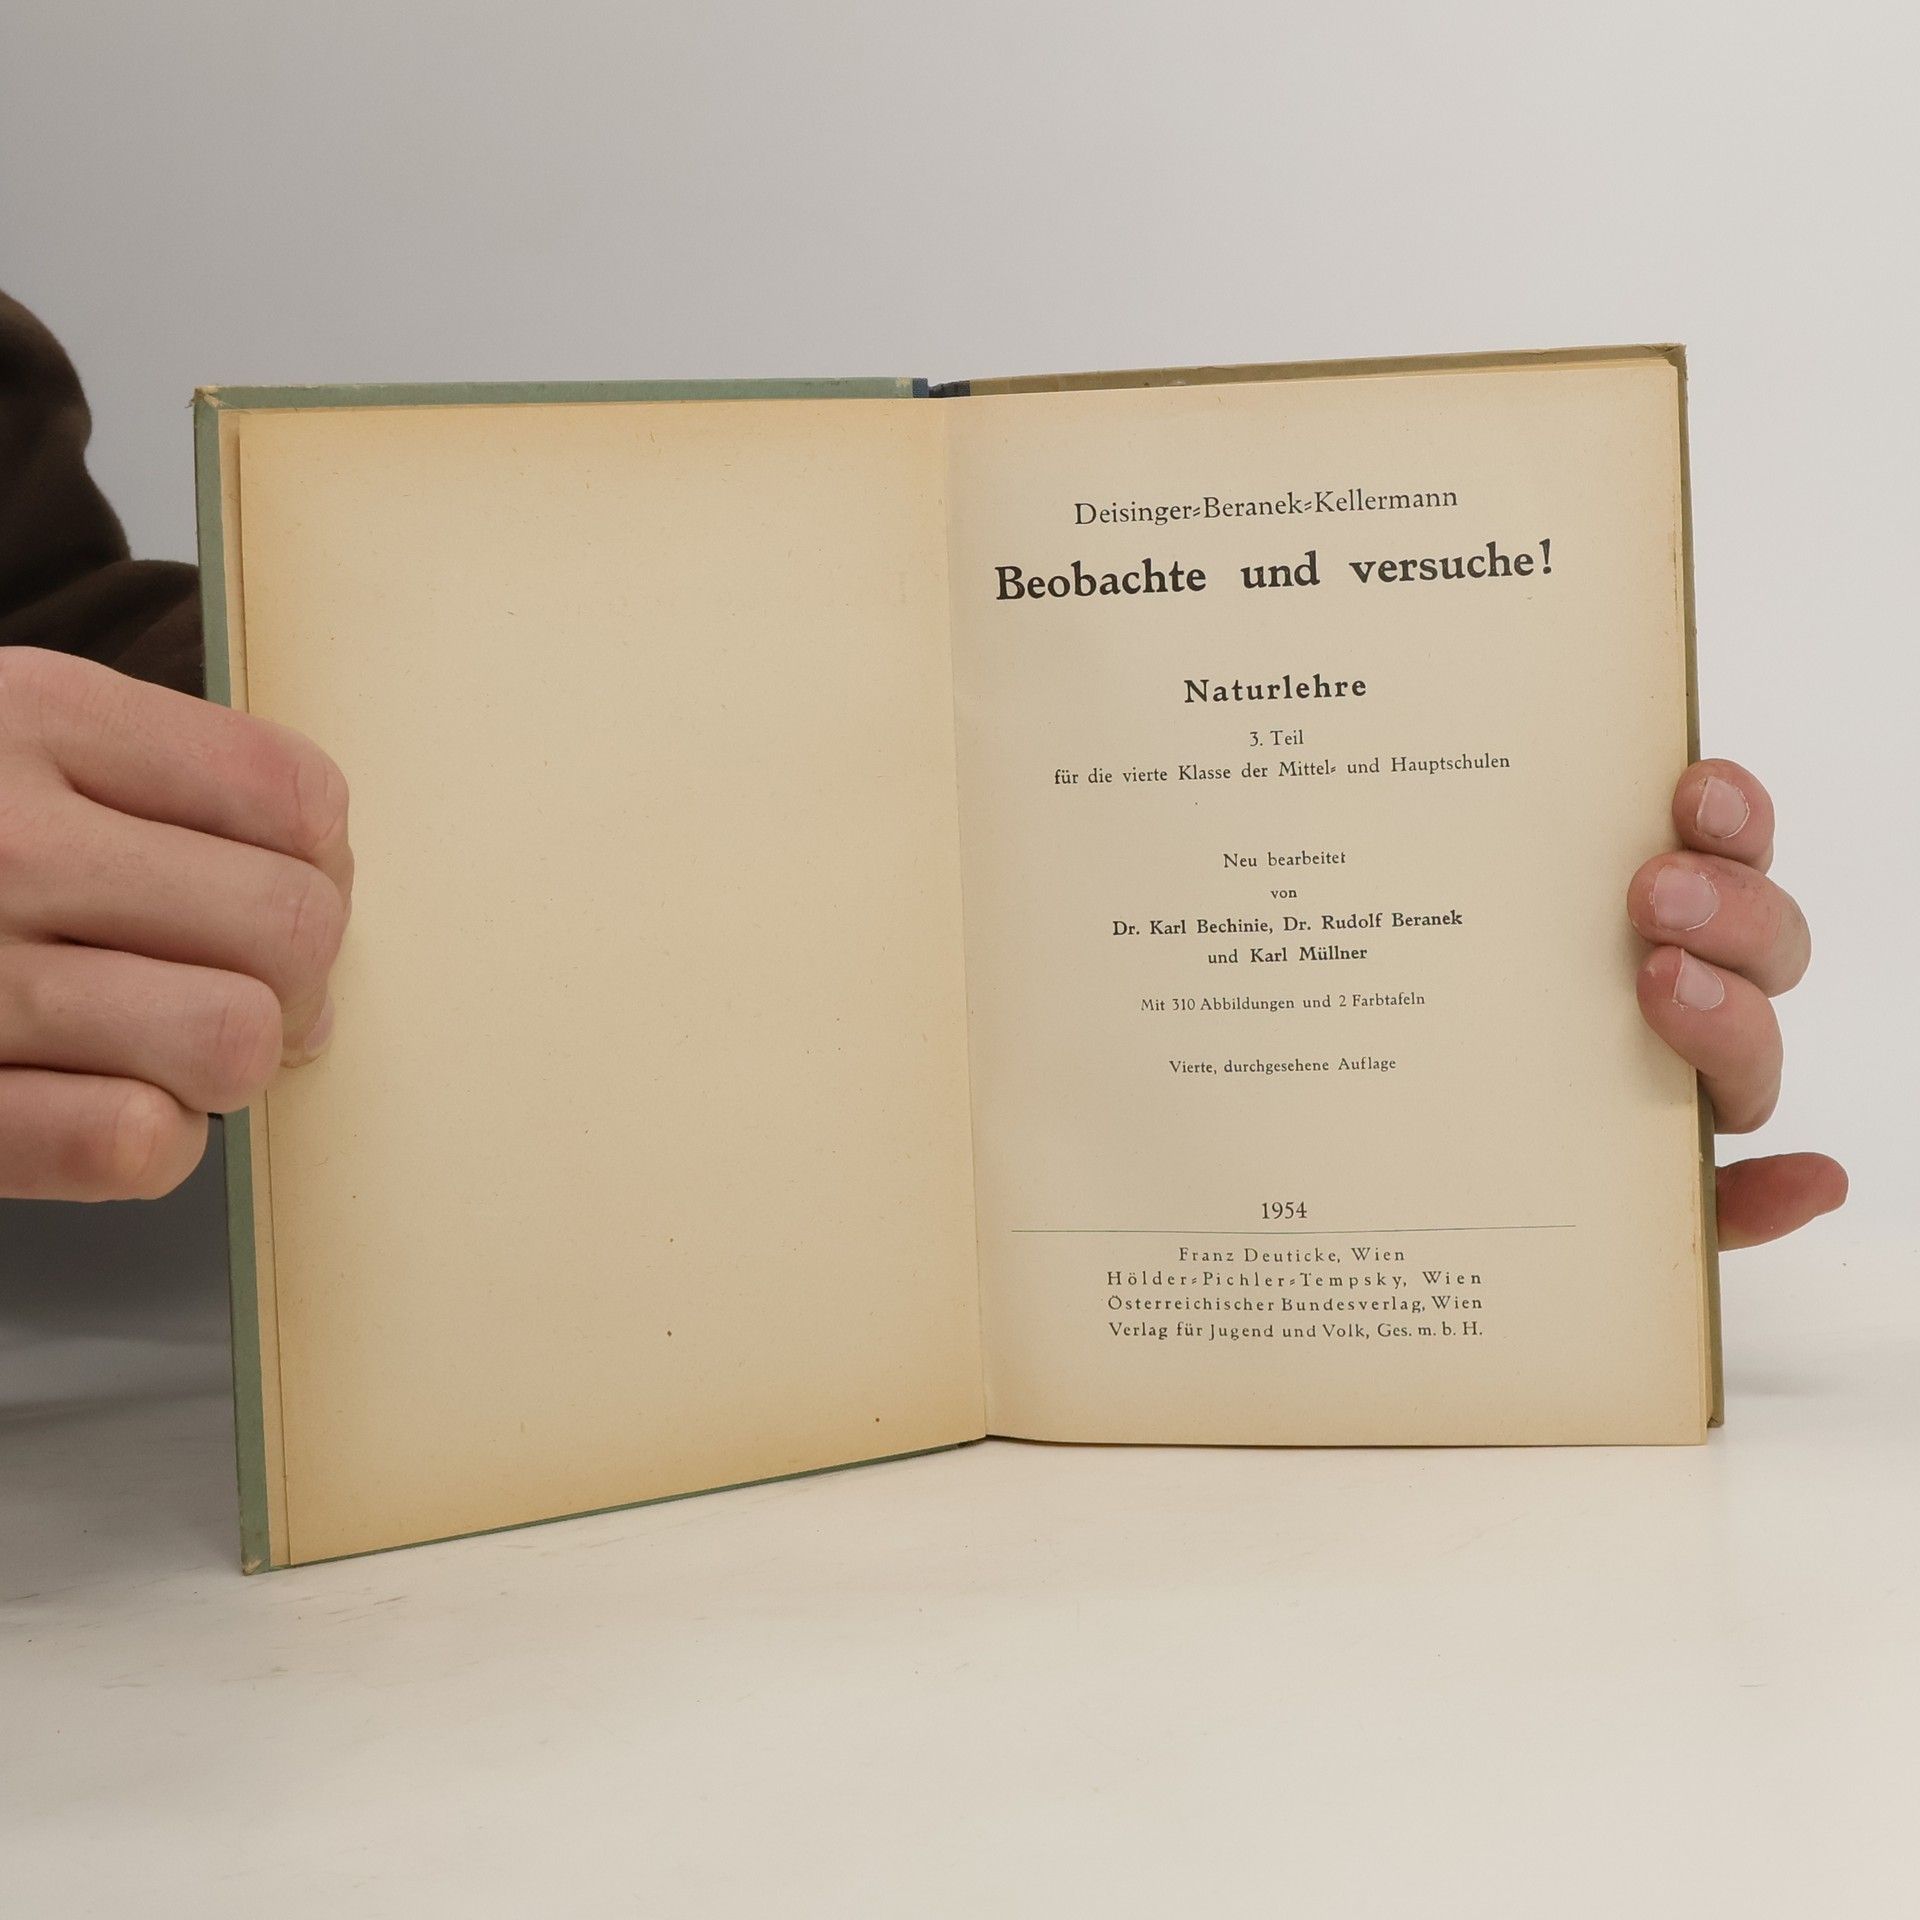 Deisinger⸗Beranek⸗Kellermann
Beobachte und versuche!
Naturlehre
3. Teil
für die vierte Klasse der Mittel⸗ und Hauptschulen
Neu bearbeitet
von
Dr. Karl Bechinie, Dr. Rudolf Beranek
und Karl Müllner
Mit 310 Abbildungen und 2 Farbtafeln
Vierte, durchgesehene Auflage
1954
Franz Deuticke, Wien
Hölder⸗Pichler⸗Tempsky, Wien
Österreichischer Bundesverlag, Wien
Verlag für Jugend und Volk, Ges. m. b. H.